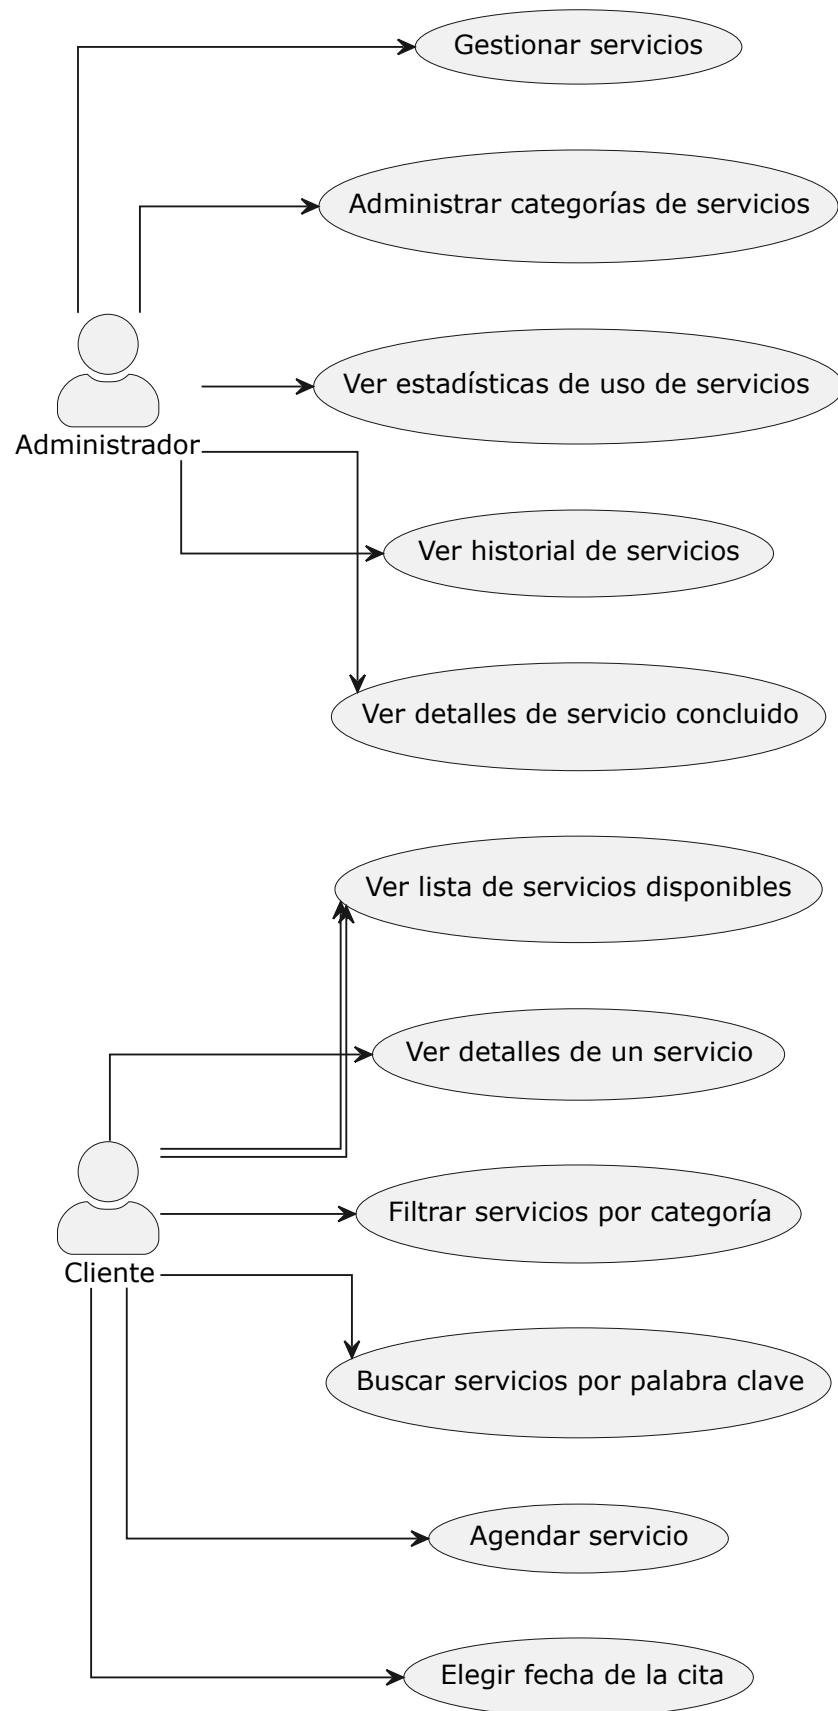 Gestionar servicios
Administrar categorías de servicios
Ver estadísticas de uso de servicios
Administrador
Ver historial de servicios
Ver detalles de servicio concluido
Ver lista de servicios disponibles
Ver detalles de un servicio
Filtrar servicios por categoría
Cliente
Buscar servicios por palabra clave
Agendar servicio
Elegir fecha de la cita